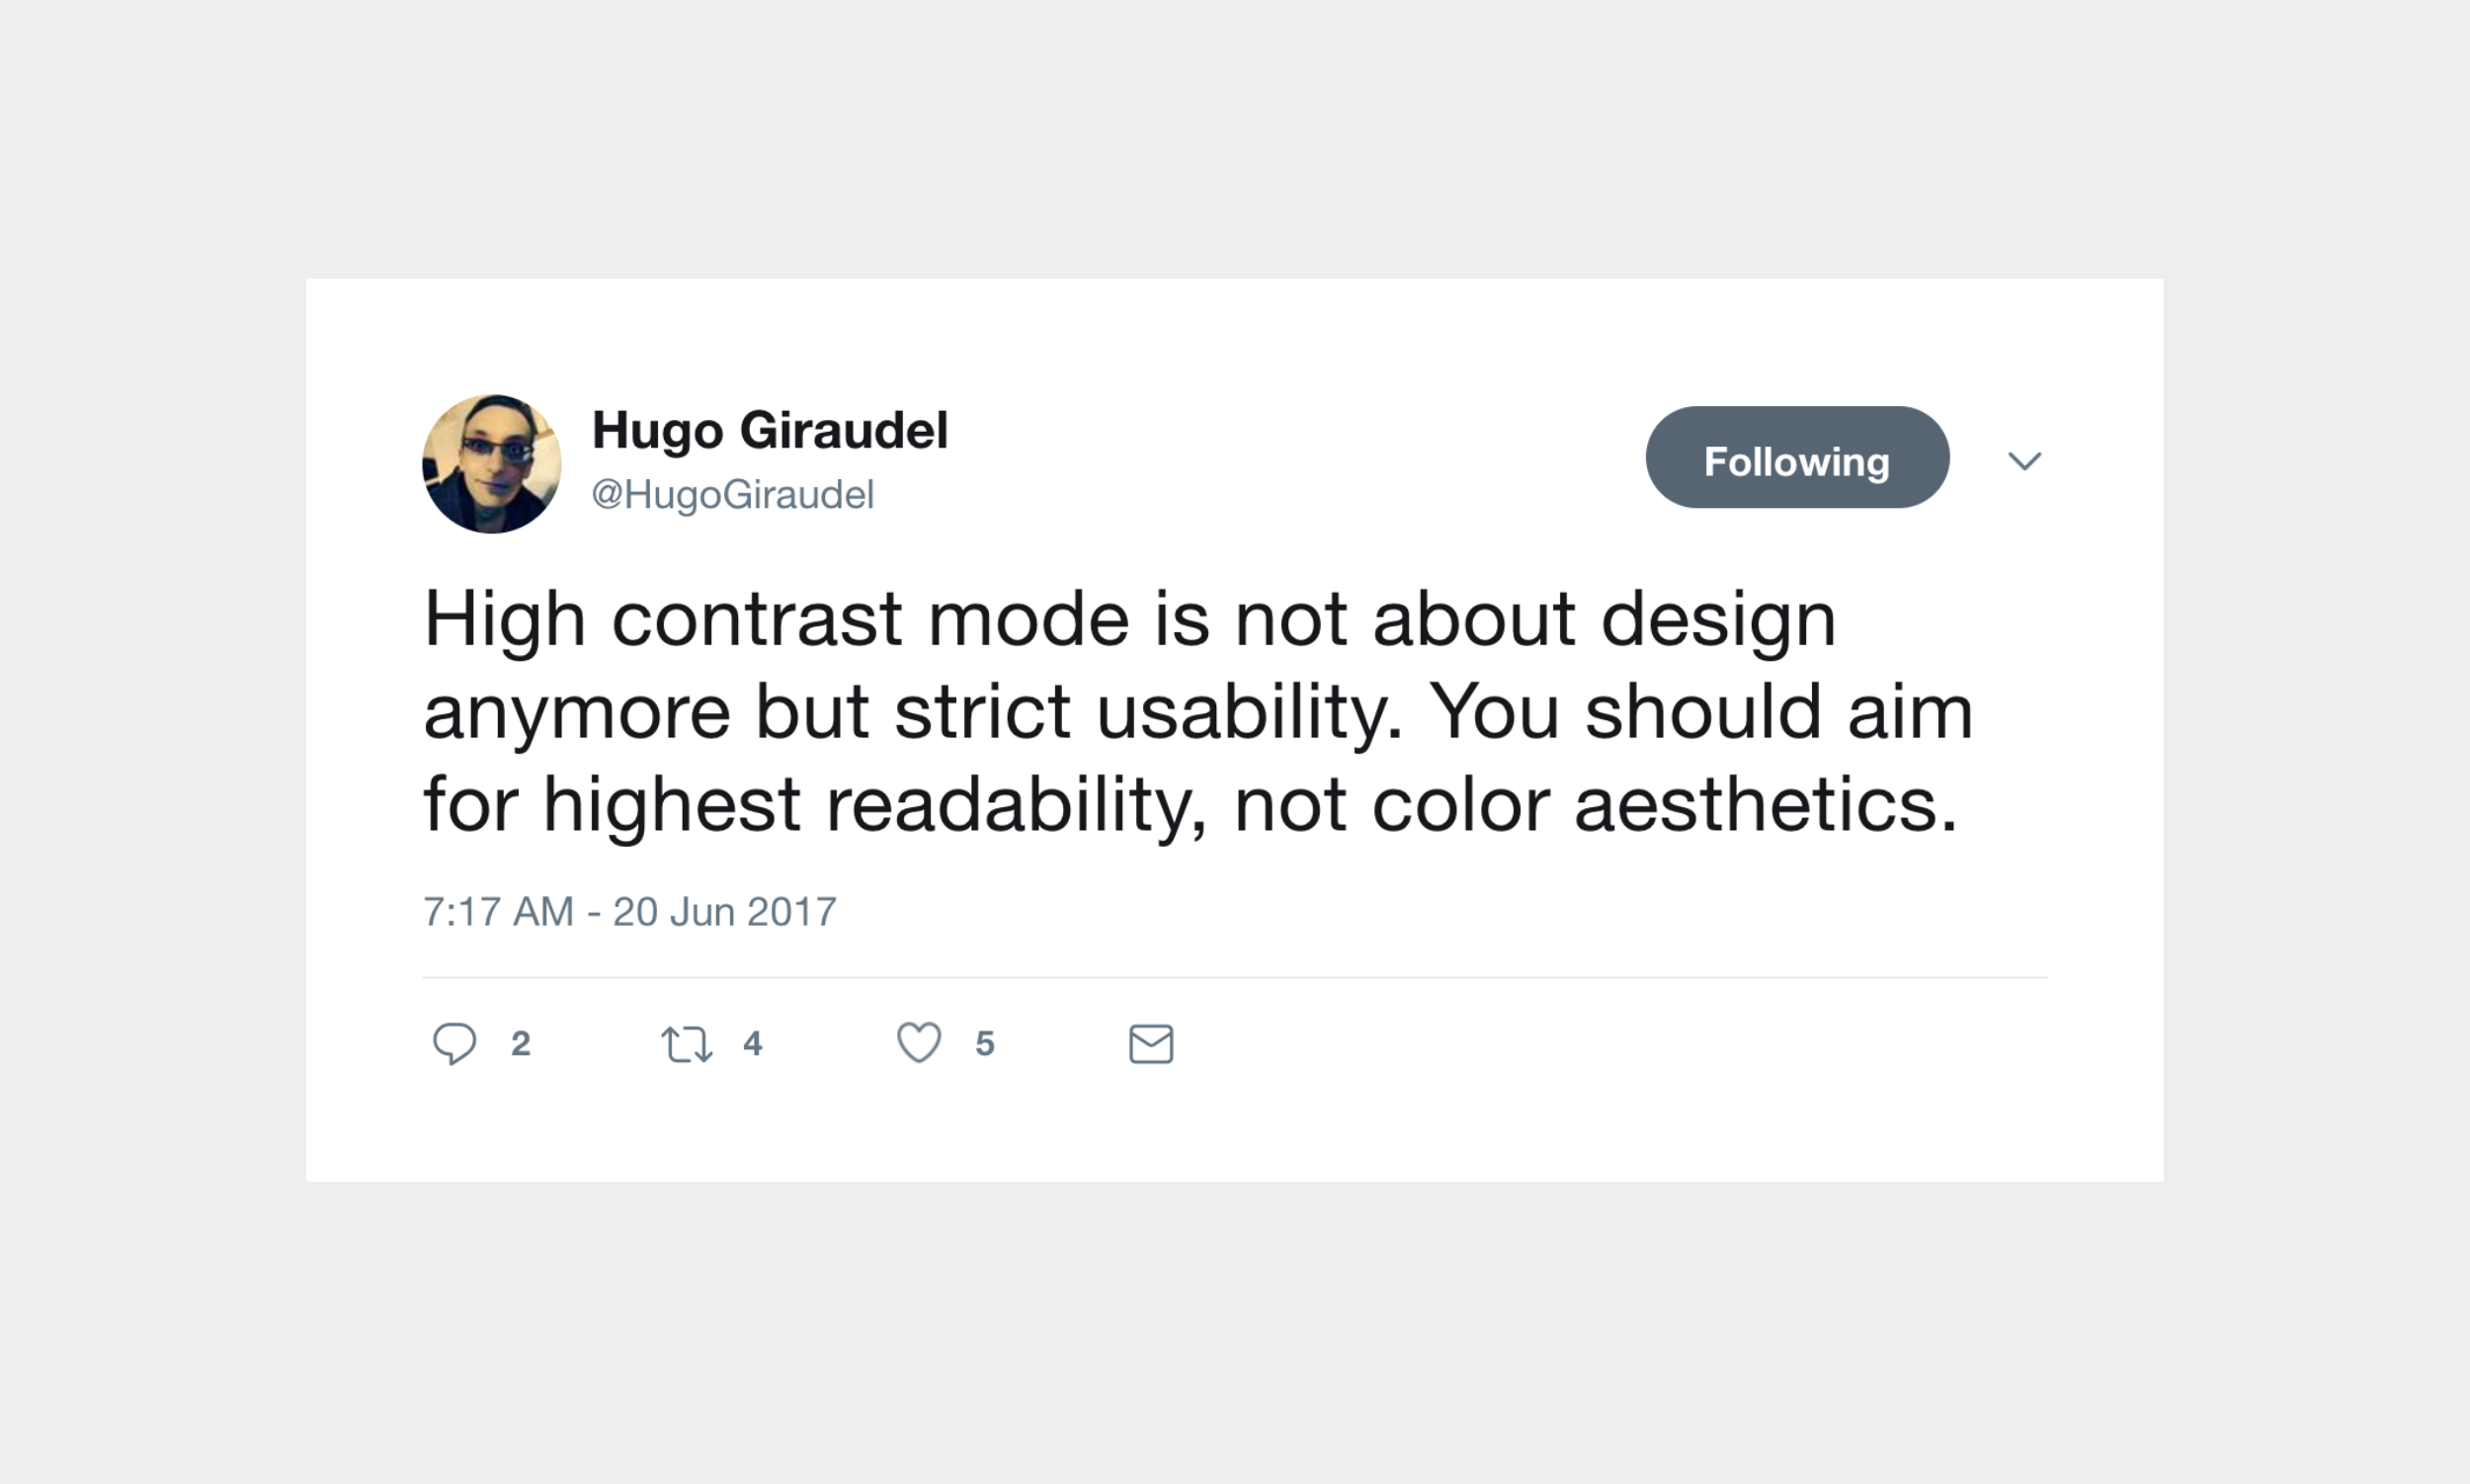 Hugo Giraudel
@HugoGiraudel
Following
High contrast mode is not about design
anymore but strict usability. You should aim
for highest readability, not color aesthetics.
7:17 AM - 20 Jun 2017
2 4 5